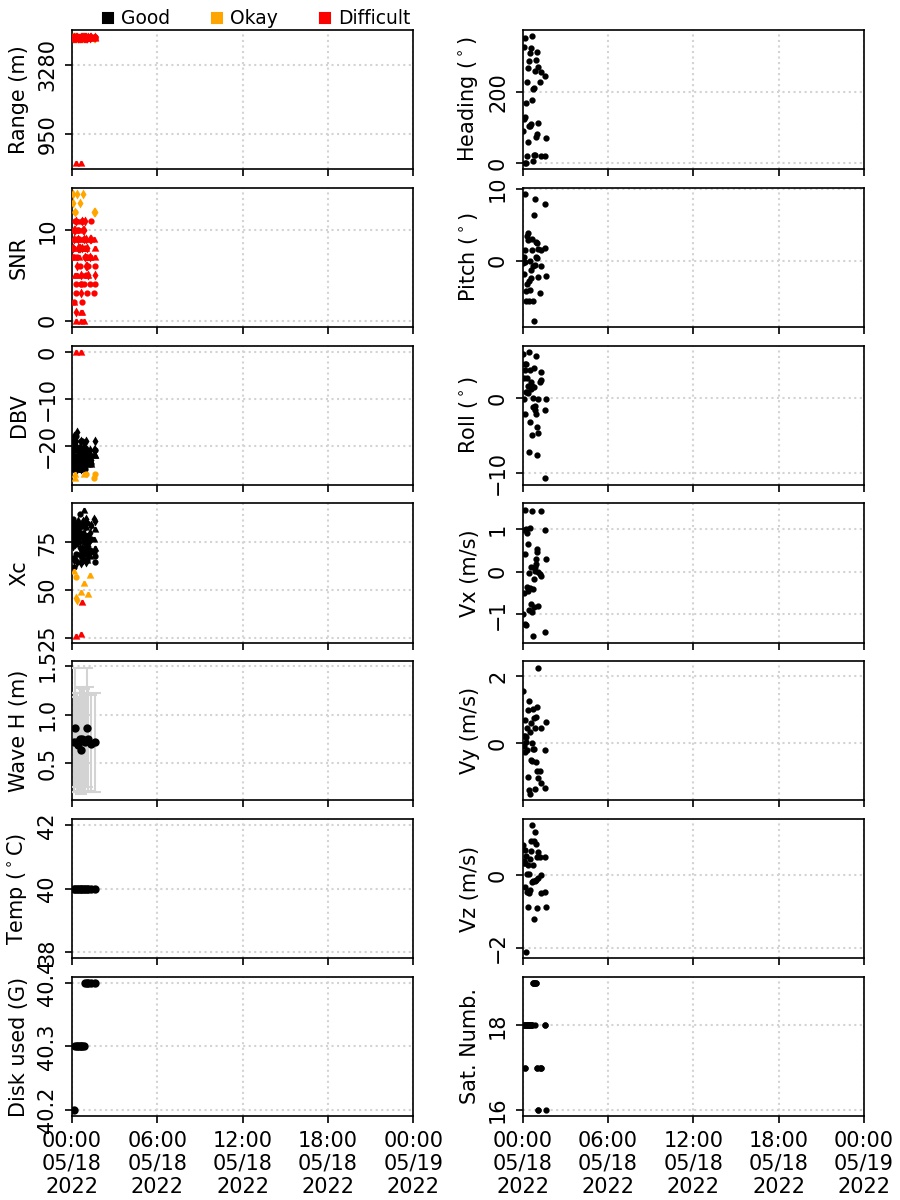 Good Okay Difficult
Range (m)
3280
950
Heading (°)
200
0
SNR
10
0
Pitch (°)
10
0
DBV
0
−10
−20
Roll (°)
0
−10
Xc
75
50
25
Vx (m/s)
1
0
−1
Wave H (m)
1.5
1.0
0.5
Vy (m/s)
2
0
Temp (°C)
42
40
38
Vz (m/s)
0
−2
Disk used (G)
40.4
40.3
40.2
Sat. Numb.
18
16
00:00 06:00 12:00 18:00 00:00
05/18 05/18 05/18 05/18 05/19
2022 2022 2022 2022 2022
00:00 06:00 12:00 18:00 00:00
05/18 05/18 05/18 05/18 05/19
2022 2022 2022 2022 2022